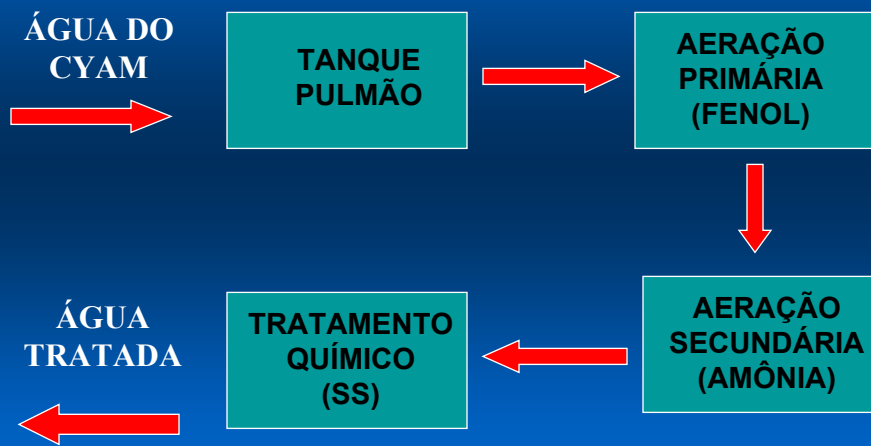 ÁGUA DO
CYAM
TANQUE
PULMÃO
AERAÇÃO
PRIMÁRIA
(FENOL)
AERAÇÃO
SECUNDÁRIA
(AMÔNIA)
TRATAMENTO
QUÍMICO
(SS)
ÁGUA
TRATADA